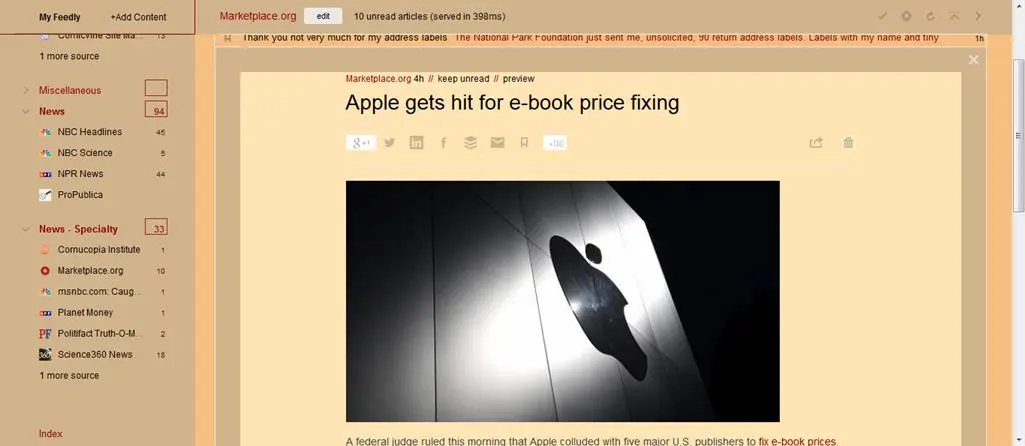 My Feedly
+Add Content
Marketplace.org
edit
10 unread articles (served in 398ms)
Comicvine Site Ma... 13
1 more source
Miscellaneous
News 94
NBC Headlines 45
NBC Science 5
NPR News 44
ProPublica
News - Specialty 33
Cornucopia Institute 1
Marketplace.org 10
msnbc.com: Caug... 1
Planet Money 1
Politifact Truth-O-M... 2
Science360 News 18
1 more source
Index
Thank you not very much for my address labels The National Park Foundation just sent me, unsolicited, 90 return address labels. Labels with my name and tiny 1h
Marketplace.org 4h // keep unread // preview
Apple gets hit for e-book price fixing
A federal judge ruled this morning that Apple colluded with five major U.S. publishers to fix e-book prices.